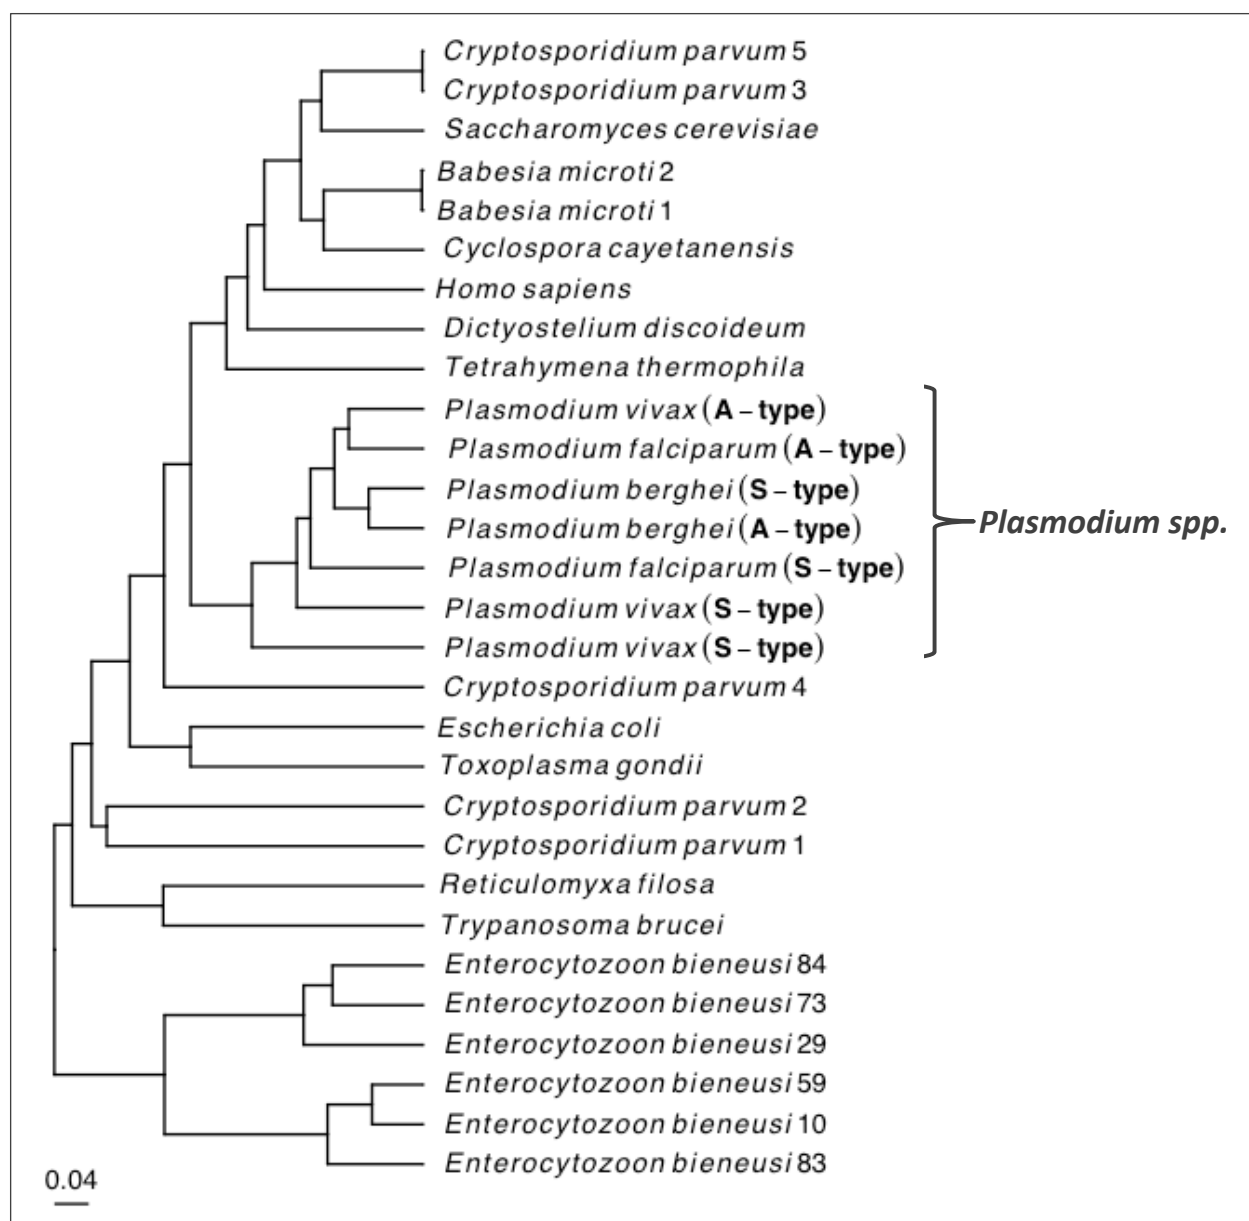 Cryptosporidium parvum 5
Cryptosporidium parvum 3
Saccharomyces cerevisiae
Babesia microti 2
Babesia microti 1
Cyclospora cayetanensis
Homo sapiens
Dictyostelium discoideum
Tetrahymena thermophila
Plasmodium vivax (A – type)
Plasmodium falciparum (A – type)
Plasmodium berghei (S – type)
Plasmodium berghei (A – type)
Plasmodium spp.
Plasmodium falciparum (S – type)
Plasmodium vivax (S – type)
Plasmodium vivax (S – type)
Cryptosporidium parvum 4
Escherichia coli
Toxoplasma gondii
Cryptosporidium parvum 2
Cryptosporidium parvum 1
Reticulomyxa filosa
Trypanosoma brucei
Enterocytozoon bieneusi 84
Enterocytozoon bieneusi 73
Enterocytozoon bieneusi 29
Enterocytozoon bieneusi 59
Enterocytozoon bieneusi 10
Enterocytozoon bieneusi 83
0.04